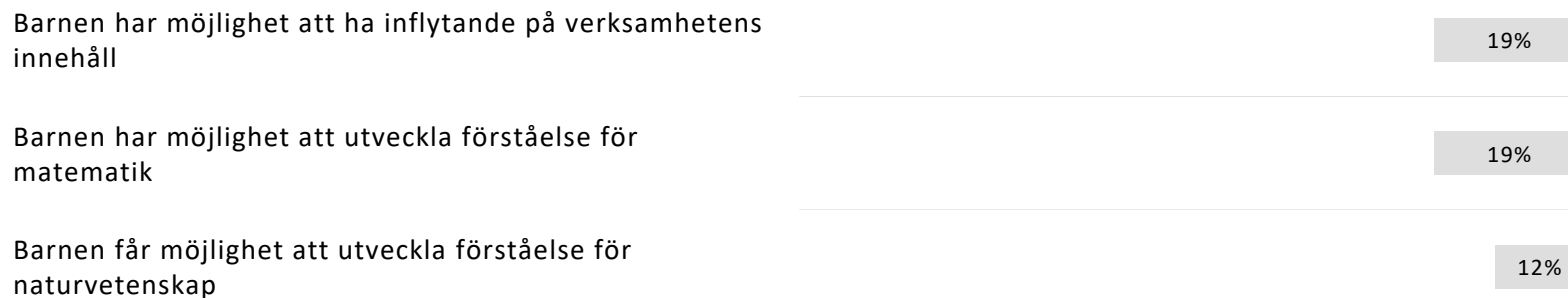 Barnen har möjlighet att ha inflytande på verksamhetens
innehåll
19%
Barnen har möjlighet att utveckla förståelse för
matematik
19%
Barnen får möjlighet att utveckla förståelse för
naturvetenskap
12%